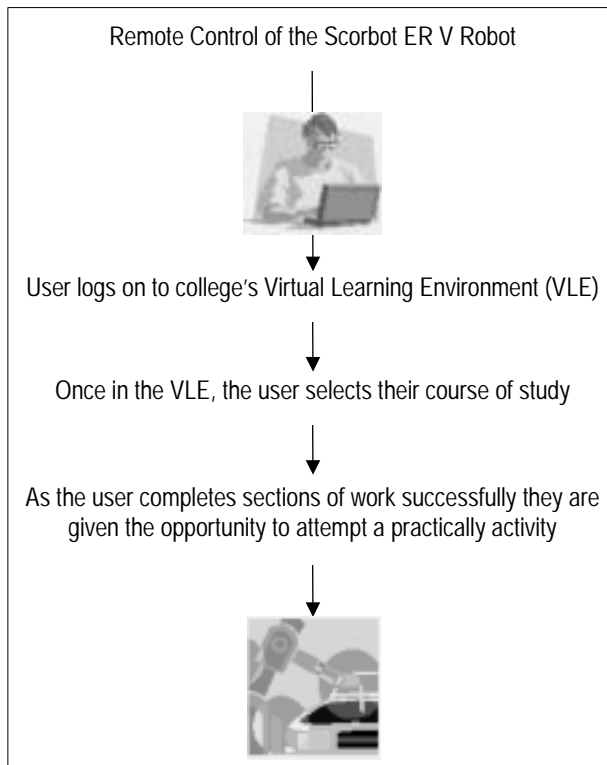 Remote Control of the Scorbot ER V Robot
User logs on to college's Virtual Learning Environment (VLE)
Once in the VLE, the user selects their course of study
As the user completes sections of work successfully they are
given the opportunity to attempt a practically activity